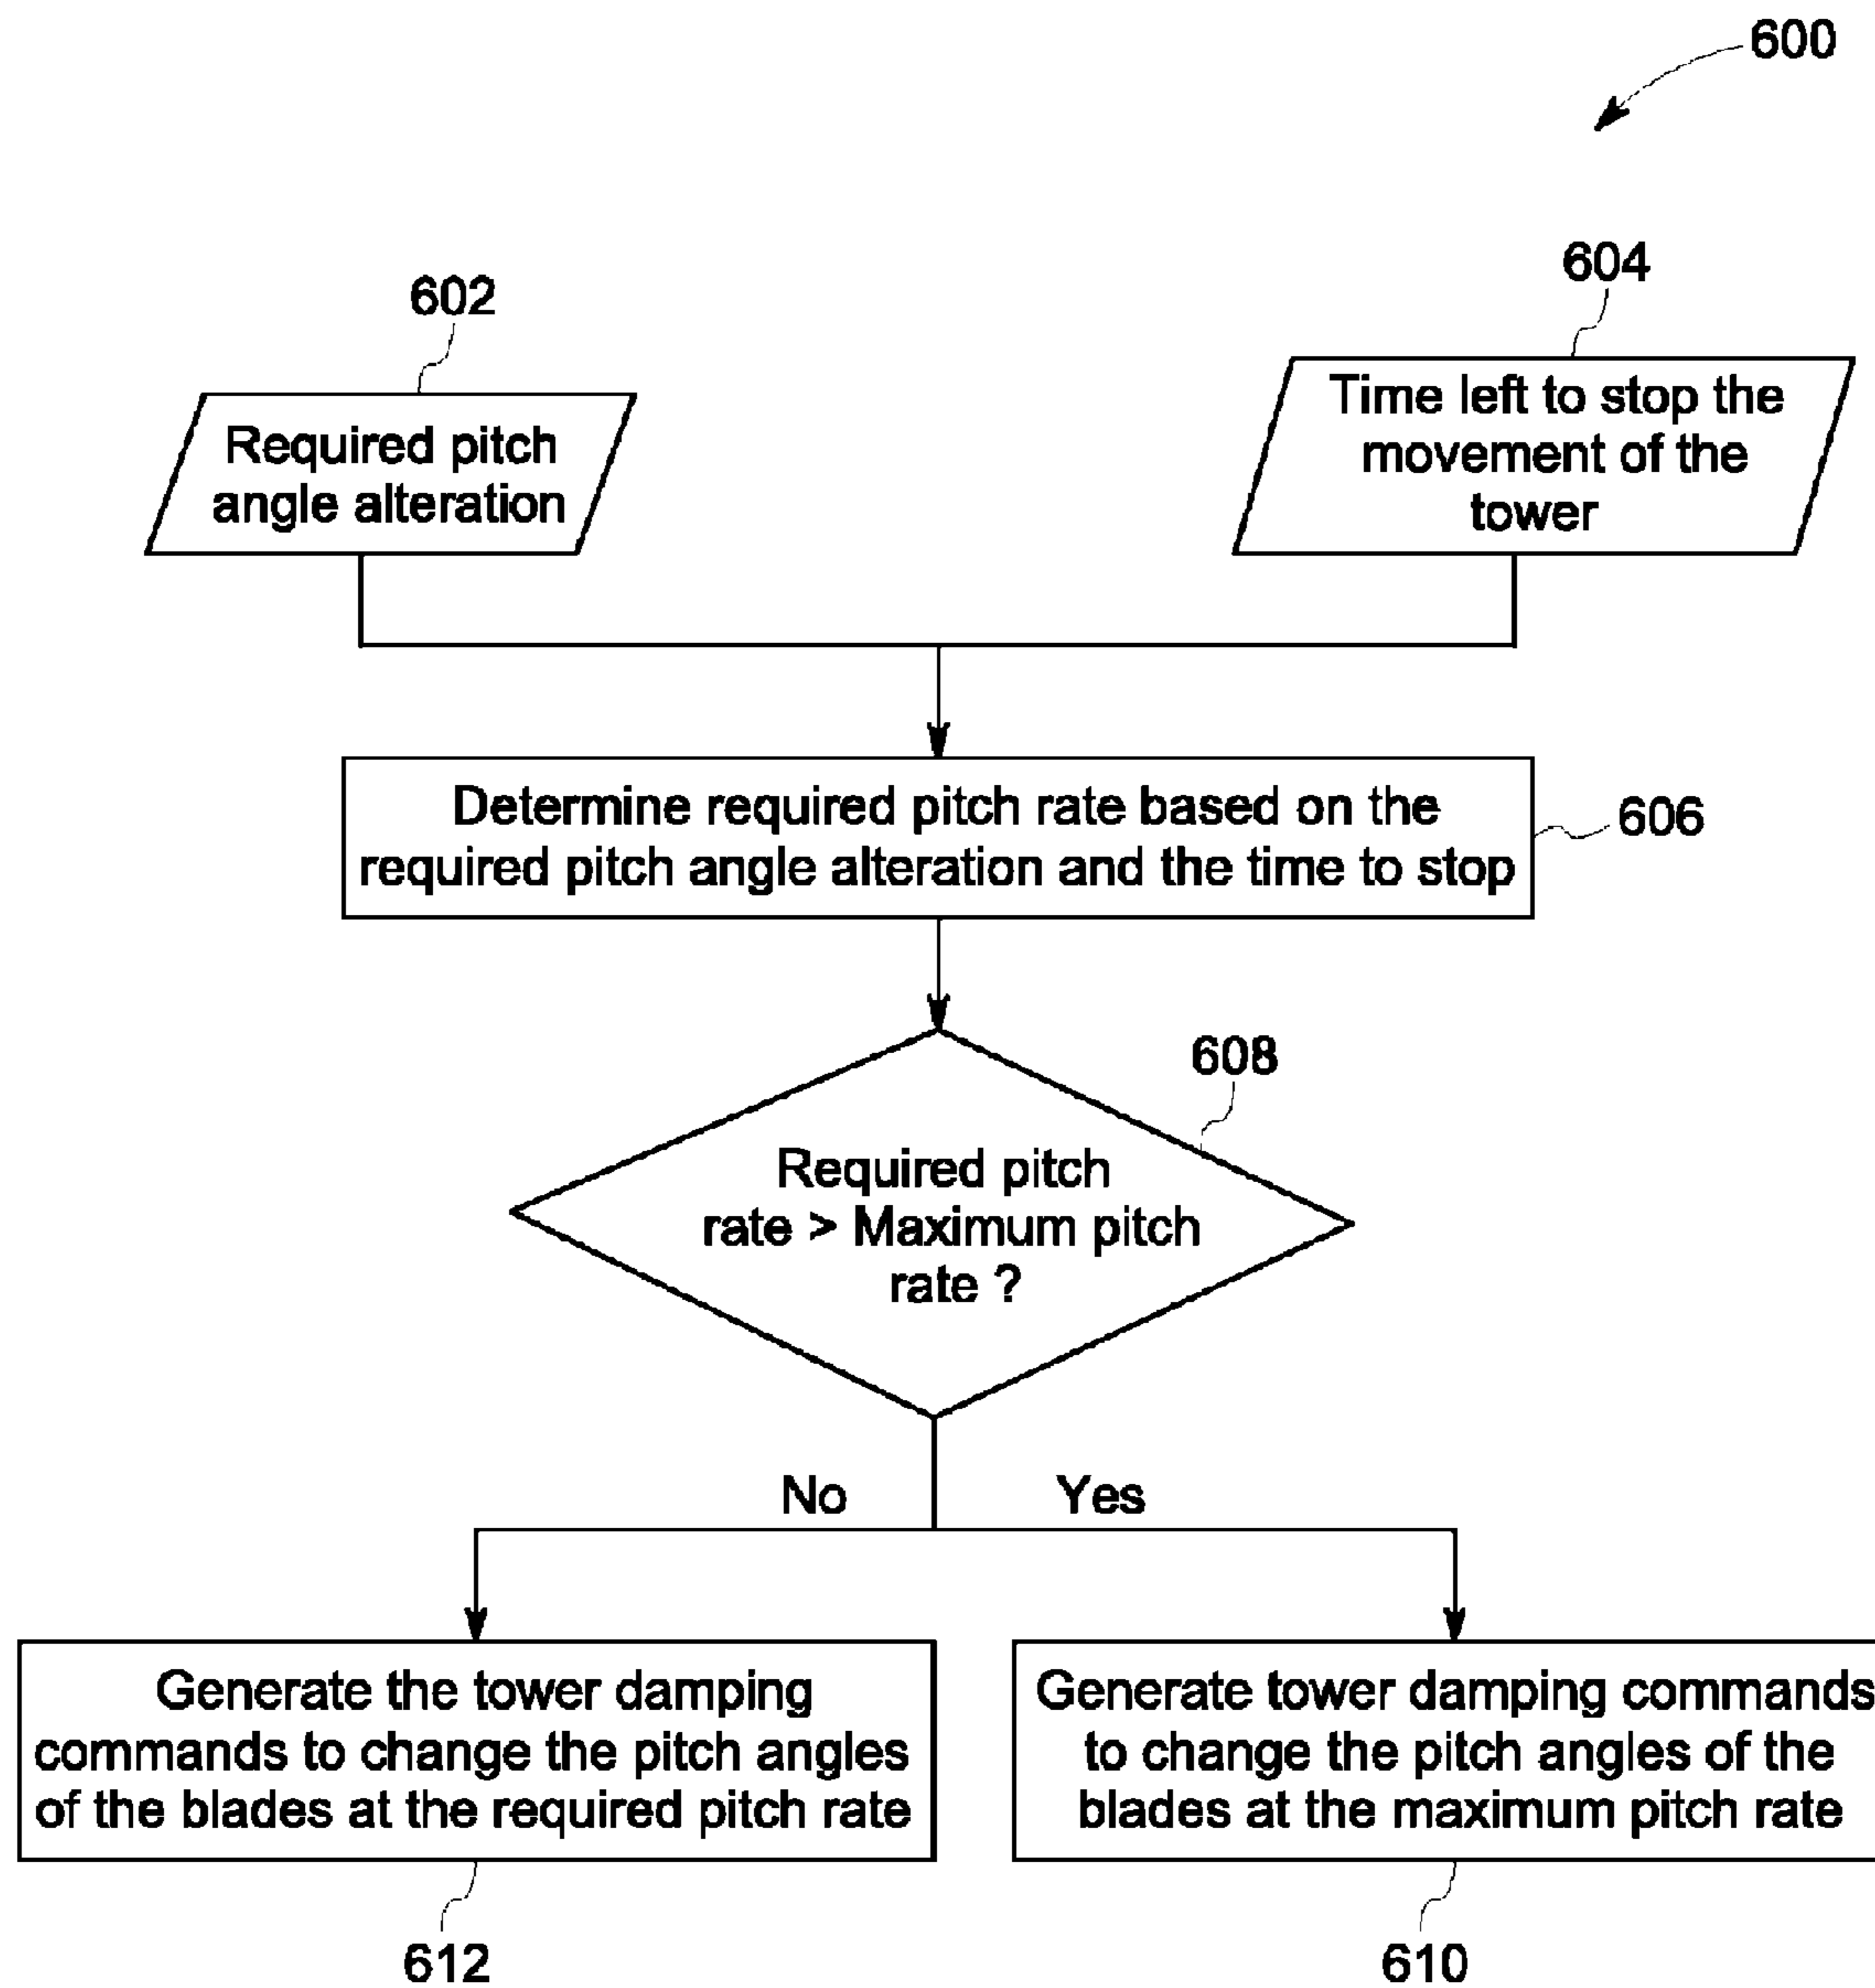 600
602
604
Required pitch
angle alteration
Time left to stop the
movement of the
tower
Determine required pitch rate based on the
required pitch angle alteration and the time to stop
606
608
Required pitch
rate > Maximum pitch
rate ?
No
Yes
Generate the tower damping
commands to change the pitch angles
of the blades at the required pitch rate
Generate tower damping commands
to change the pitch angles of the
blades at the maximum pitch rate
612
610